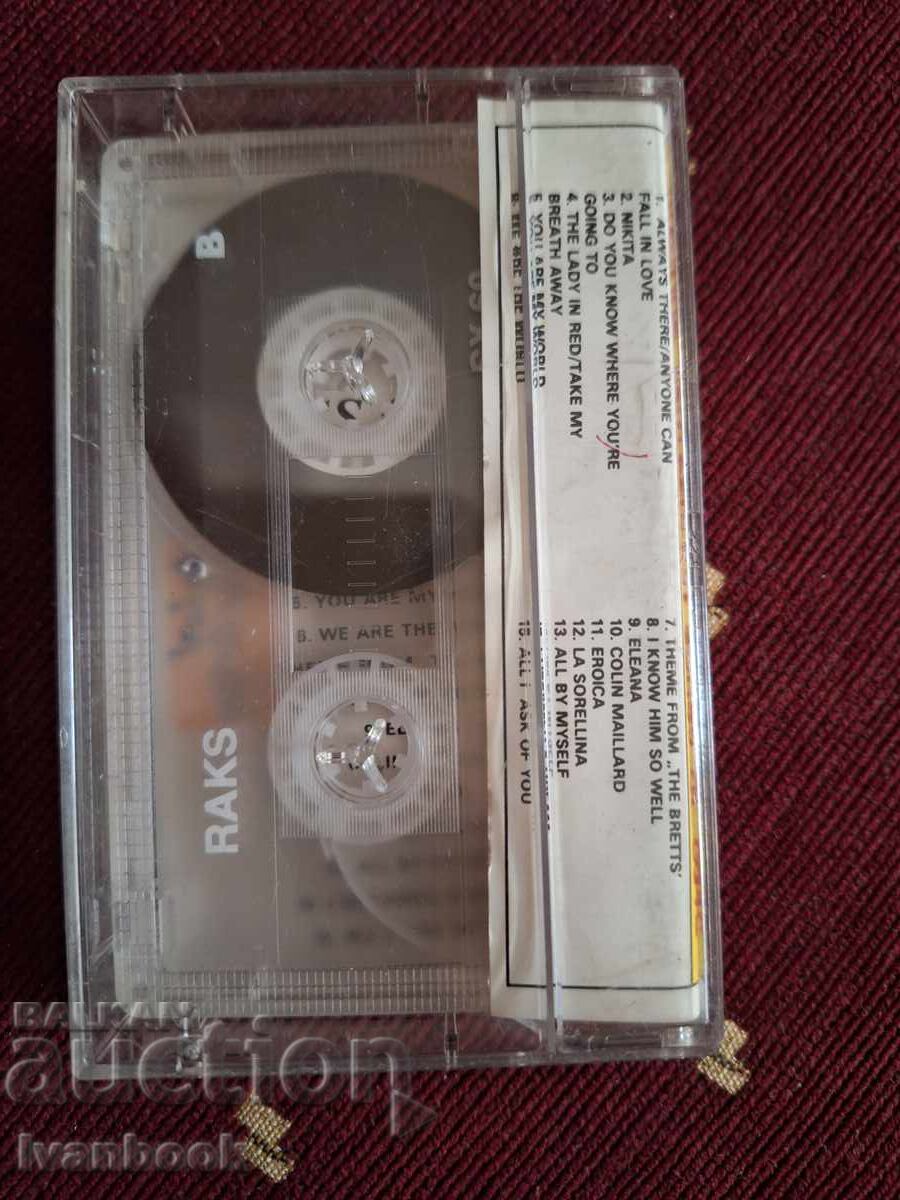 1. ALWAYS THERE/ANYONE CAN
FALL IN LOVE
2. NIKITA
3. DO YOU KNOW WHERE YOU'RE
GOING TO
4. THE LADY IN RED/TAKE MY
BREATH AWAY
5. YOU ARE MY WORLD
7. THEME FROM „THE BRETTS'
8. I KNOW HIM SO WELL
9. ELEANA
10. COLIN MAILLARD
11. EROICA
12. LA SORELLINA
13. ALL BY MYSELF
15. ALL I ASK OF YOU
B
RAKS
YOU ARE MY
WE ARE THE
BALKAN
auction
Ivanbook